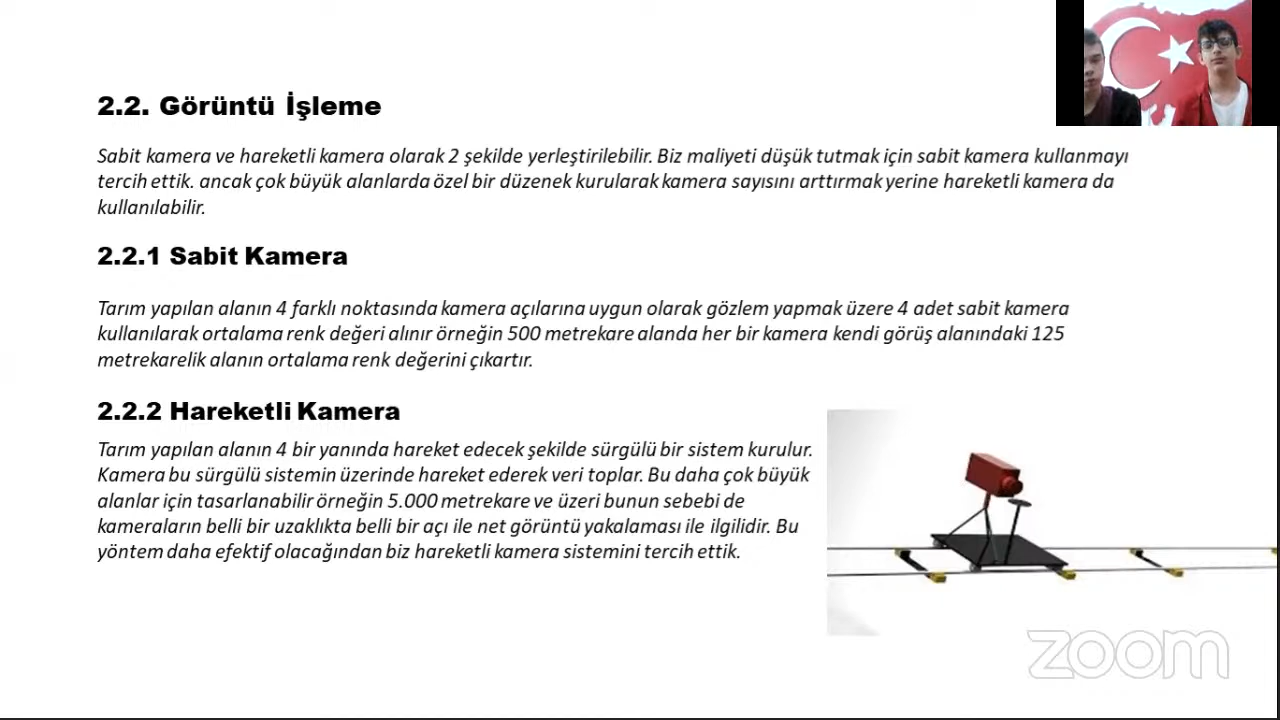 2.2. Görüntü İşleme
Sabit kamera ve hareketli kamera olarak 2 şekilde yerleştirilebilir. Biz maliyeti düşük tutmak için sabit kamera kullanmayı
tercih ettik. ancak çok büyük alanlarda özel bir düzenek kurularak kamera sayısını arttırmak yerine hareketli kamera da
kullanılabilir.
2.2.1 Sabit Kamera
Tarım yapılan alanın 4 farklı noktasında kamera açılarına uygun olarak gözlem yapmak üzere 4 adet sabit kamera
kullanılarak ortalama renk değeri alınır örneğin 500 metrekare alanda her bir kamera kendi görüş alanındaki 125
metrekarelik alanın ortalama renk değerini çıkartır.
2.2.2 Hareketli Kamera
Tarım yapılan alanın 4 bir yanında hareket edecek şekilde sürgülü bir sistem kurulur.
Kamera bu sürgülü sistemin üzerinde hareket ederek veri toplar. Bu daha çok büyük
alanlar için tasarlanabilir örneğin 5.000 metrekare ve üzeri bunun sebebi de
kameraların belli bir uzaklıkta belli bir açı ile net görüntü yakalaması ile ilgilidir. Bu
yöntem daha efektif olacağından biz hareketli kamera sistemini tercih ettik.
zoom